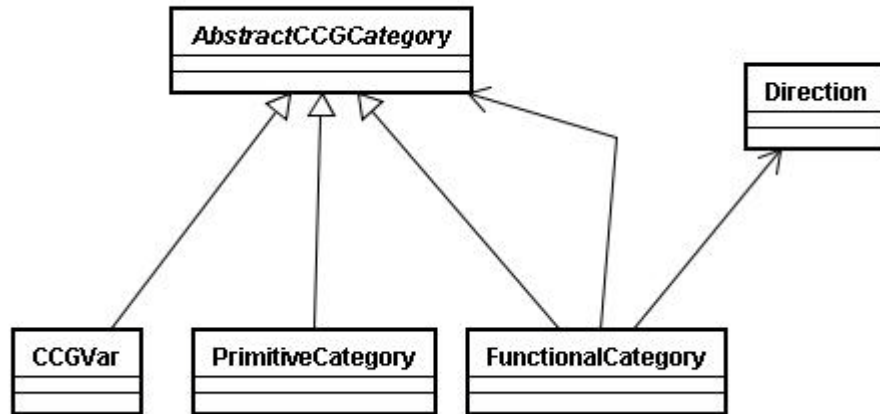 AbstractCCGCategory
Direction
CCGVar
PrimitiveCategory
FunctionalCategory